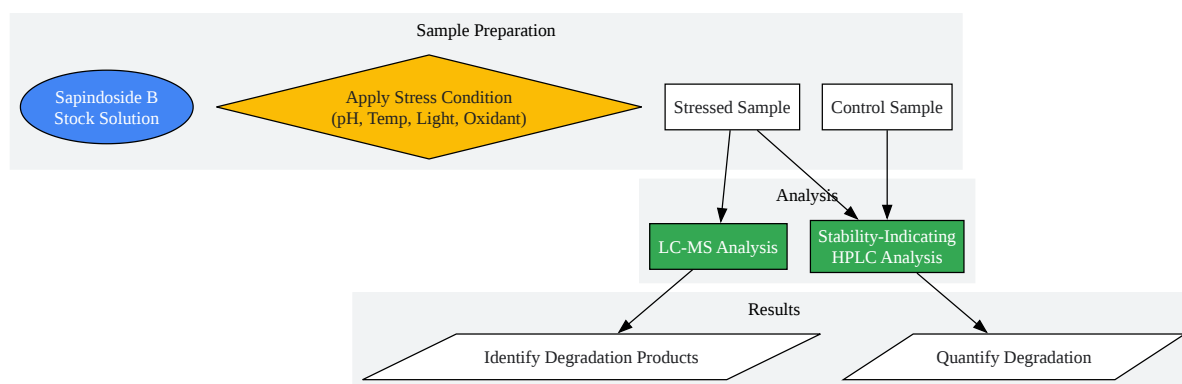 Sample Preparation
Sapindoside B
Stock Solution
Apply Stress Condition
(pH, Temp, Light, Oxidant)
Stressed Sample
Control Sample
Analysis
LC-MS Analysis
Stability-Indicating
HPLC Analysis
Results
Identify Degradation Products
Quantify Degradation